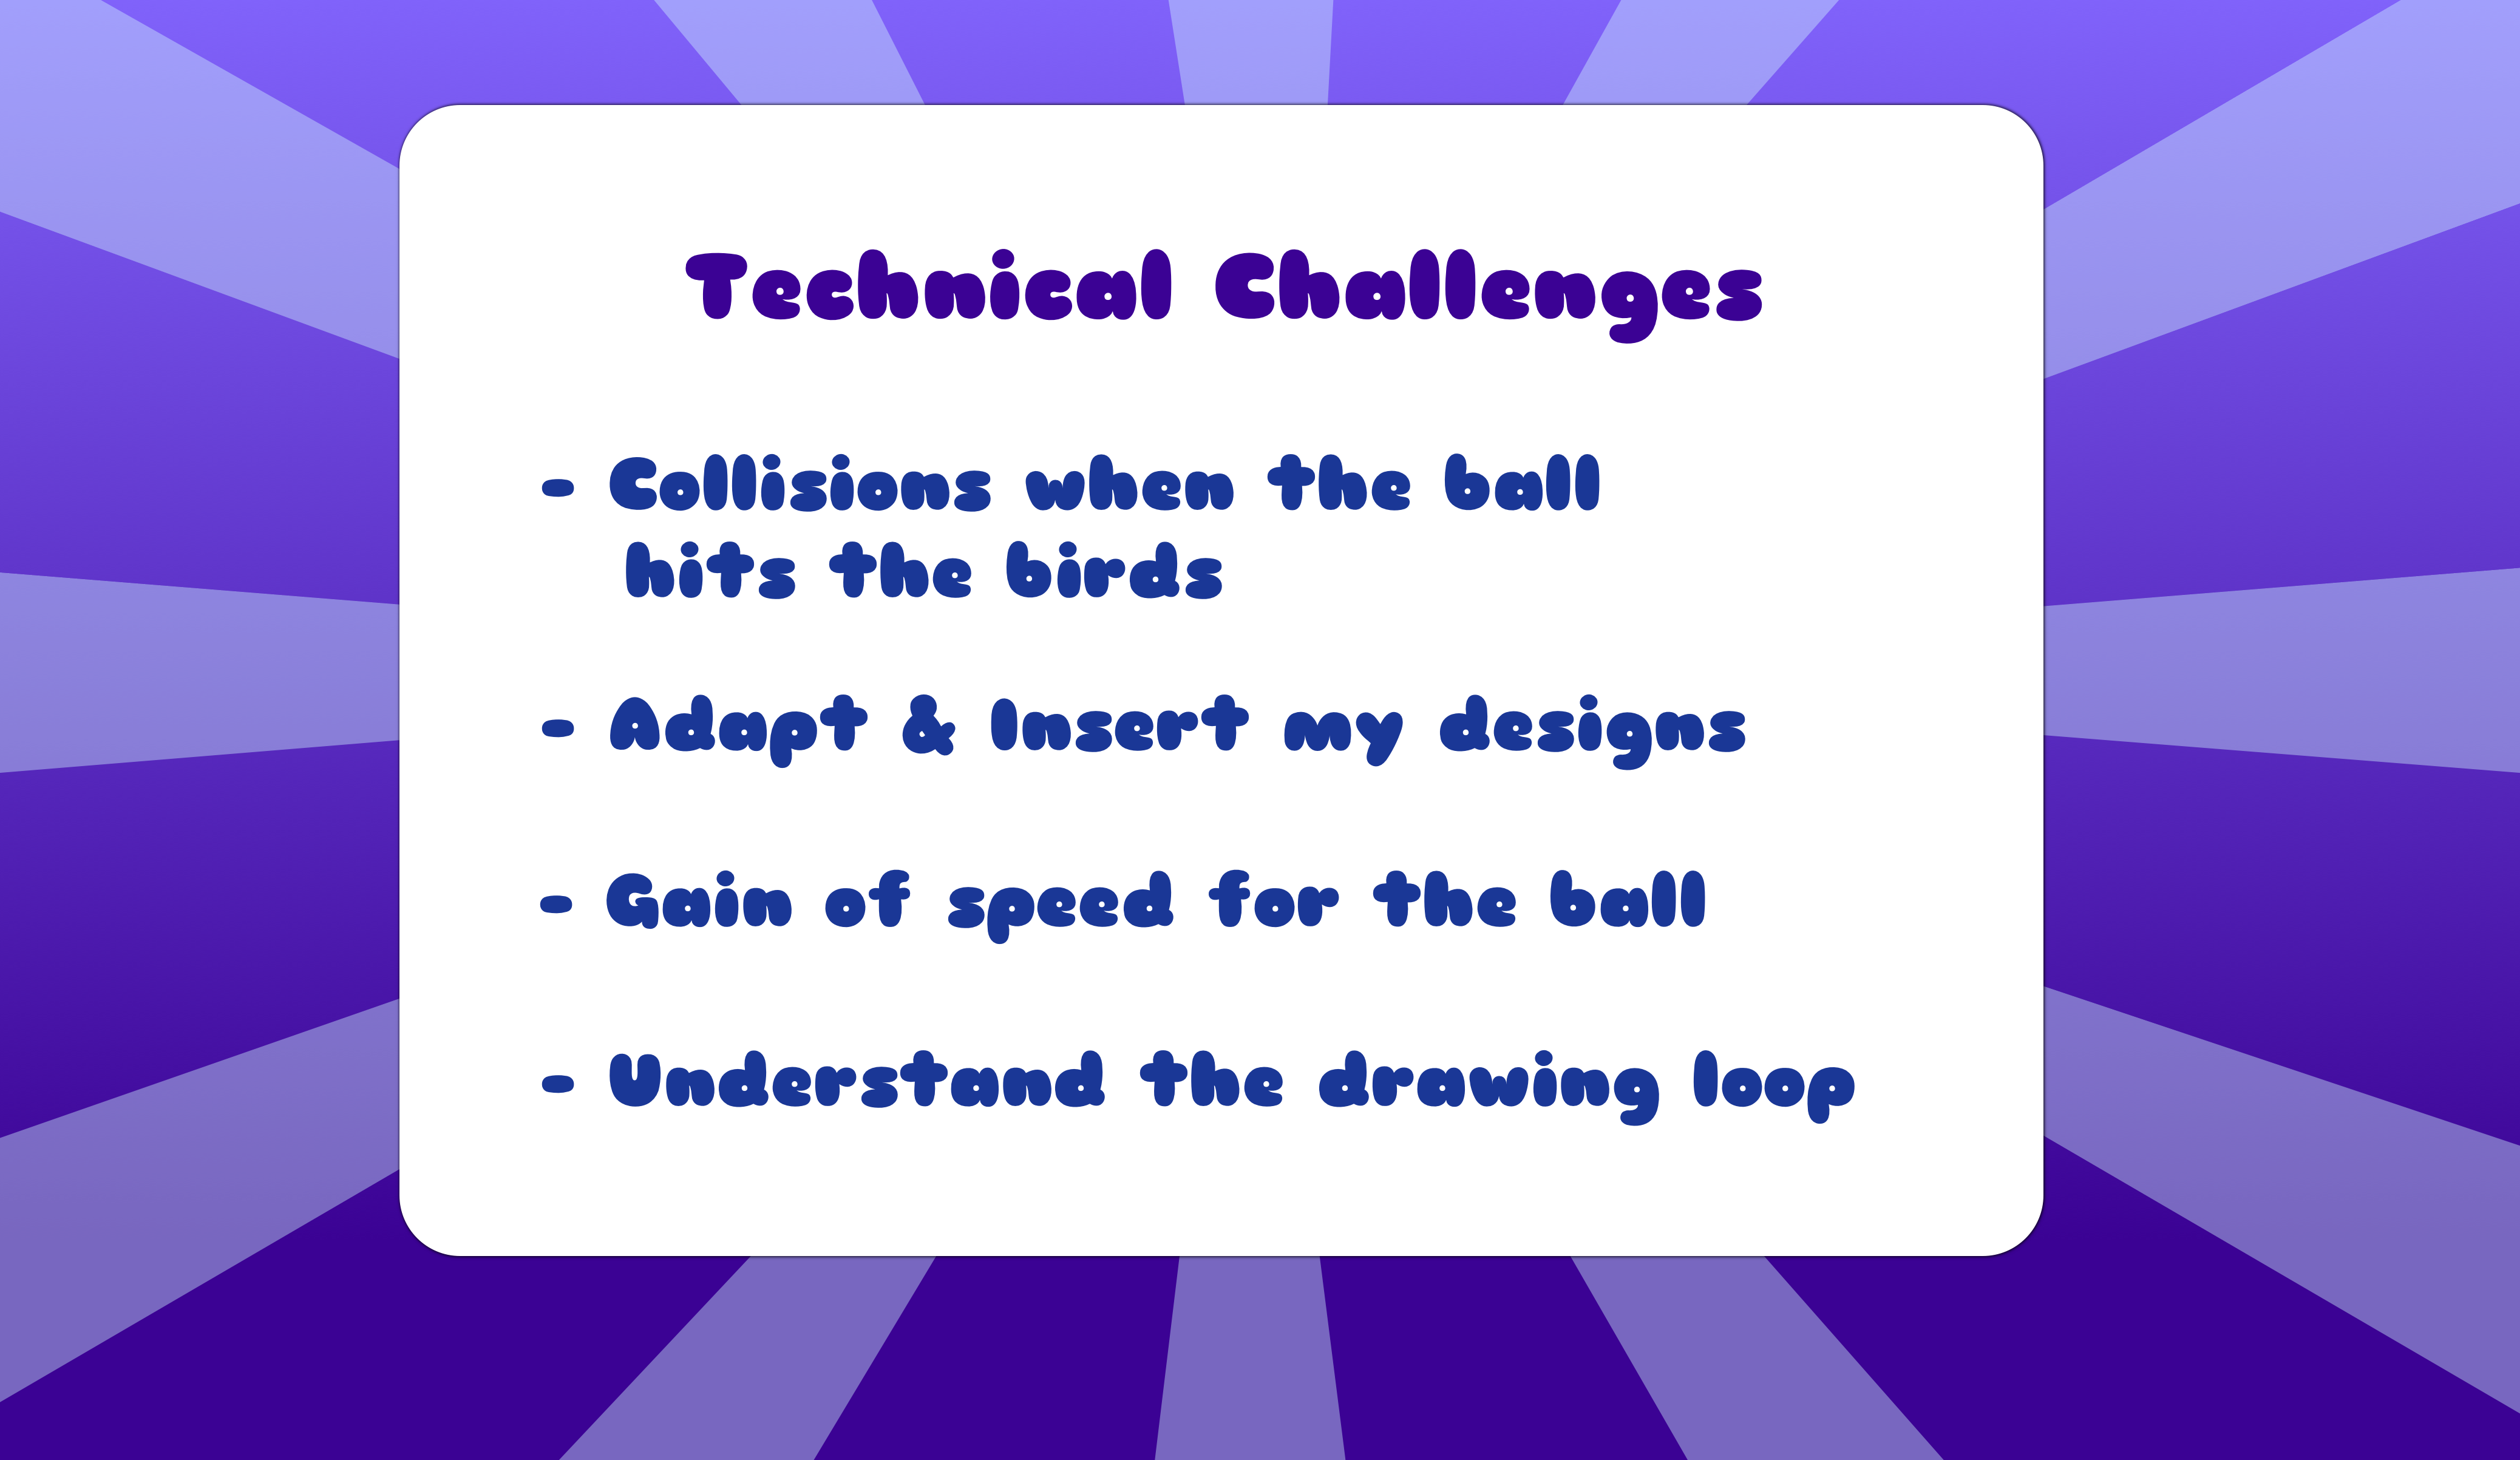 Technical Challenges
- Collisions when the ball
hits the birds
- Adapt & Insert my designs
- Gain of speed for the ball
- Understand the drawing loop